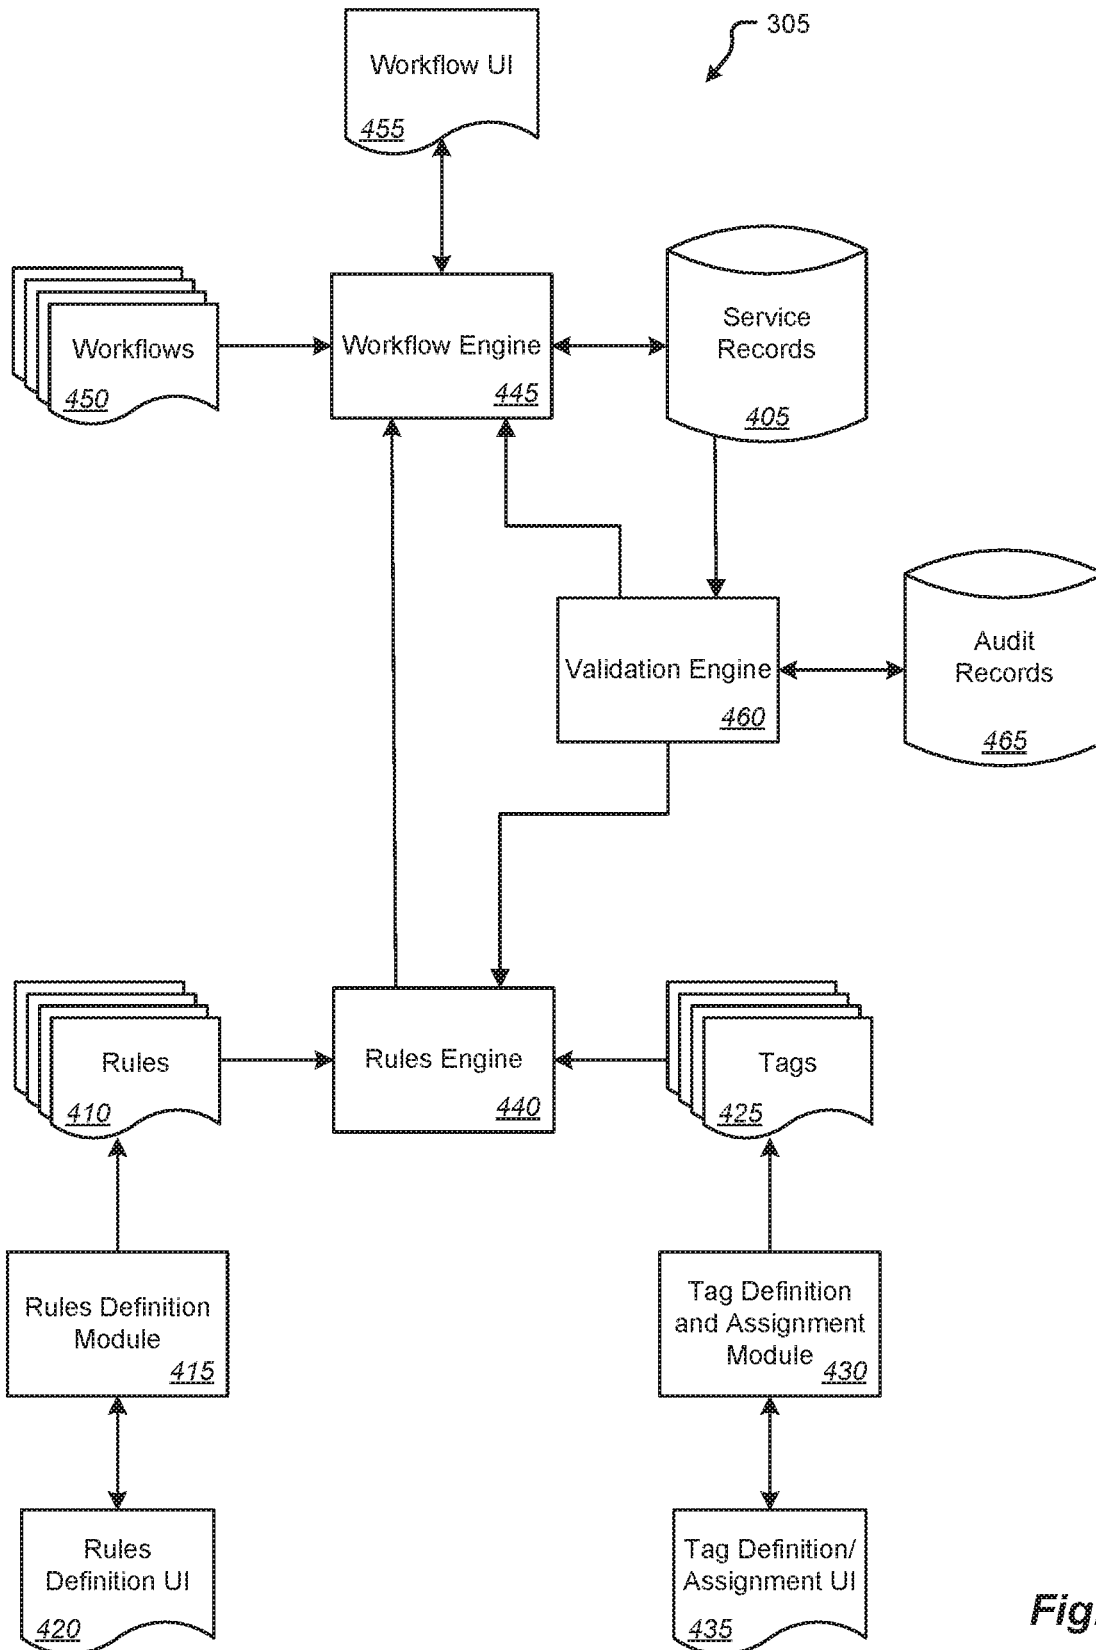 305
Workflow UI
455
Workflows
450
Workflow Engine
445
Service
Records
405
Validation Engine
460
Audit
Records
465
Rules
410
Rules Engine
440
Tags
425
Rules Definition
Module
415
Tag Definition
and Assignment
Module
430
Rules
Definition UI
420
Tag Definition/
Assignment UI
435
Fig.